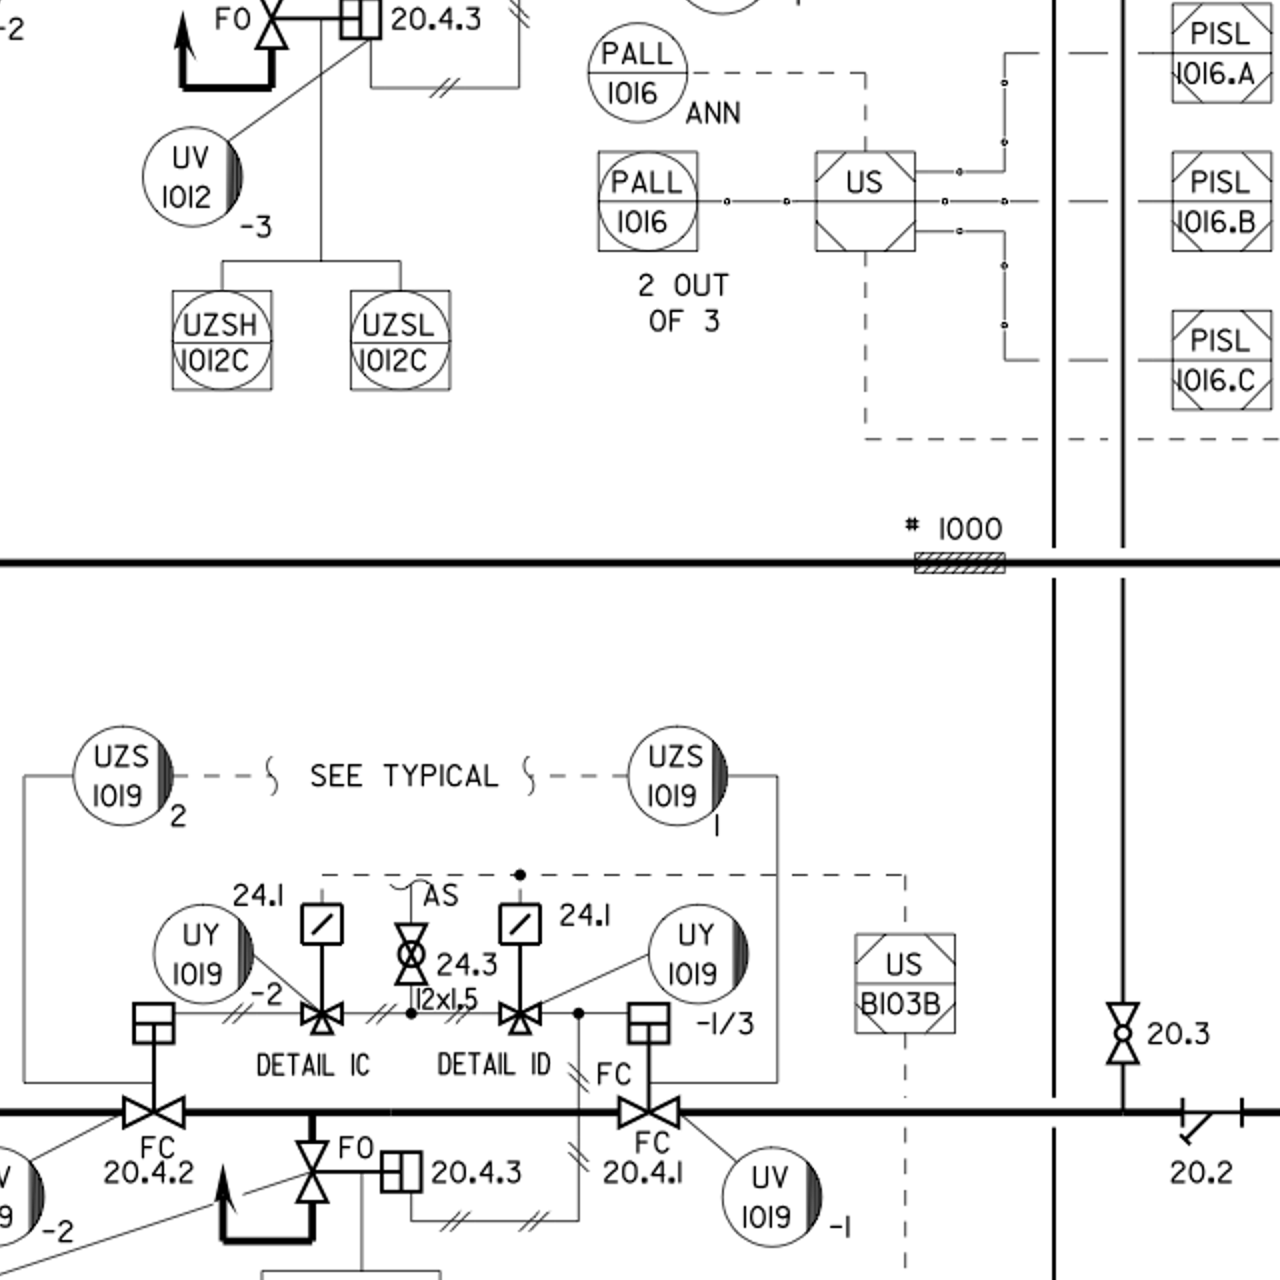 -2
FO
20.4.3
PALL
1016
ANN
PISL
1016.A
UV
1012
-3
PALL
1016
US
PISL
1016.B
2 OUT
OF 3
UZSH
1012C
UZSL
1012C
PISL
1016.C
# 1000
UZS
1019
2
SEE TYPICAL
UZS
1019
1
24.1
AS
24.1
UY
1019
-2
24.3
12x1.5
UY
1019
-1/3
US
B103B
DETAIL 1C
DETAIL 1D
FC
20.3
FC
20.4.2
FO
20.4.3
FC
20.4.1
20.2
V
9
-2
UV
1019
-1